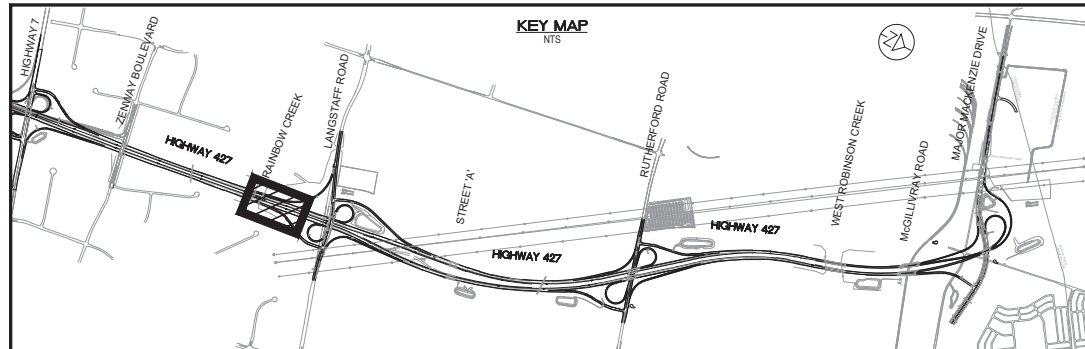 KEY MAP
NTS
HIGHWAY 7
ZENWAY BOULEVARD
HIGHWAY 427
RAINBOW CREEK
LANGSTAFF ROAD
STREET 'A'
HIGHWAY 427
RUTHERFORD ROAD
HIGHWAY 427
WEST ROBINSON CREEK
McGILLIVRAY ROAD
MAJOR MACKENZIE DRIVE
N